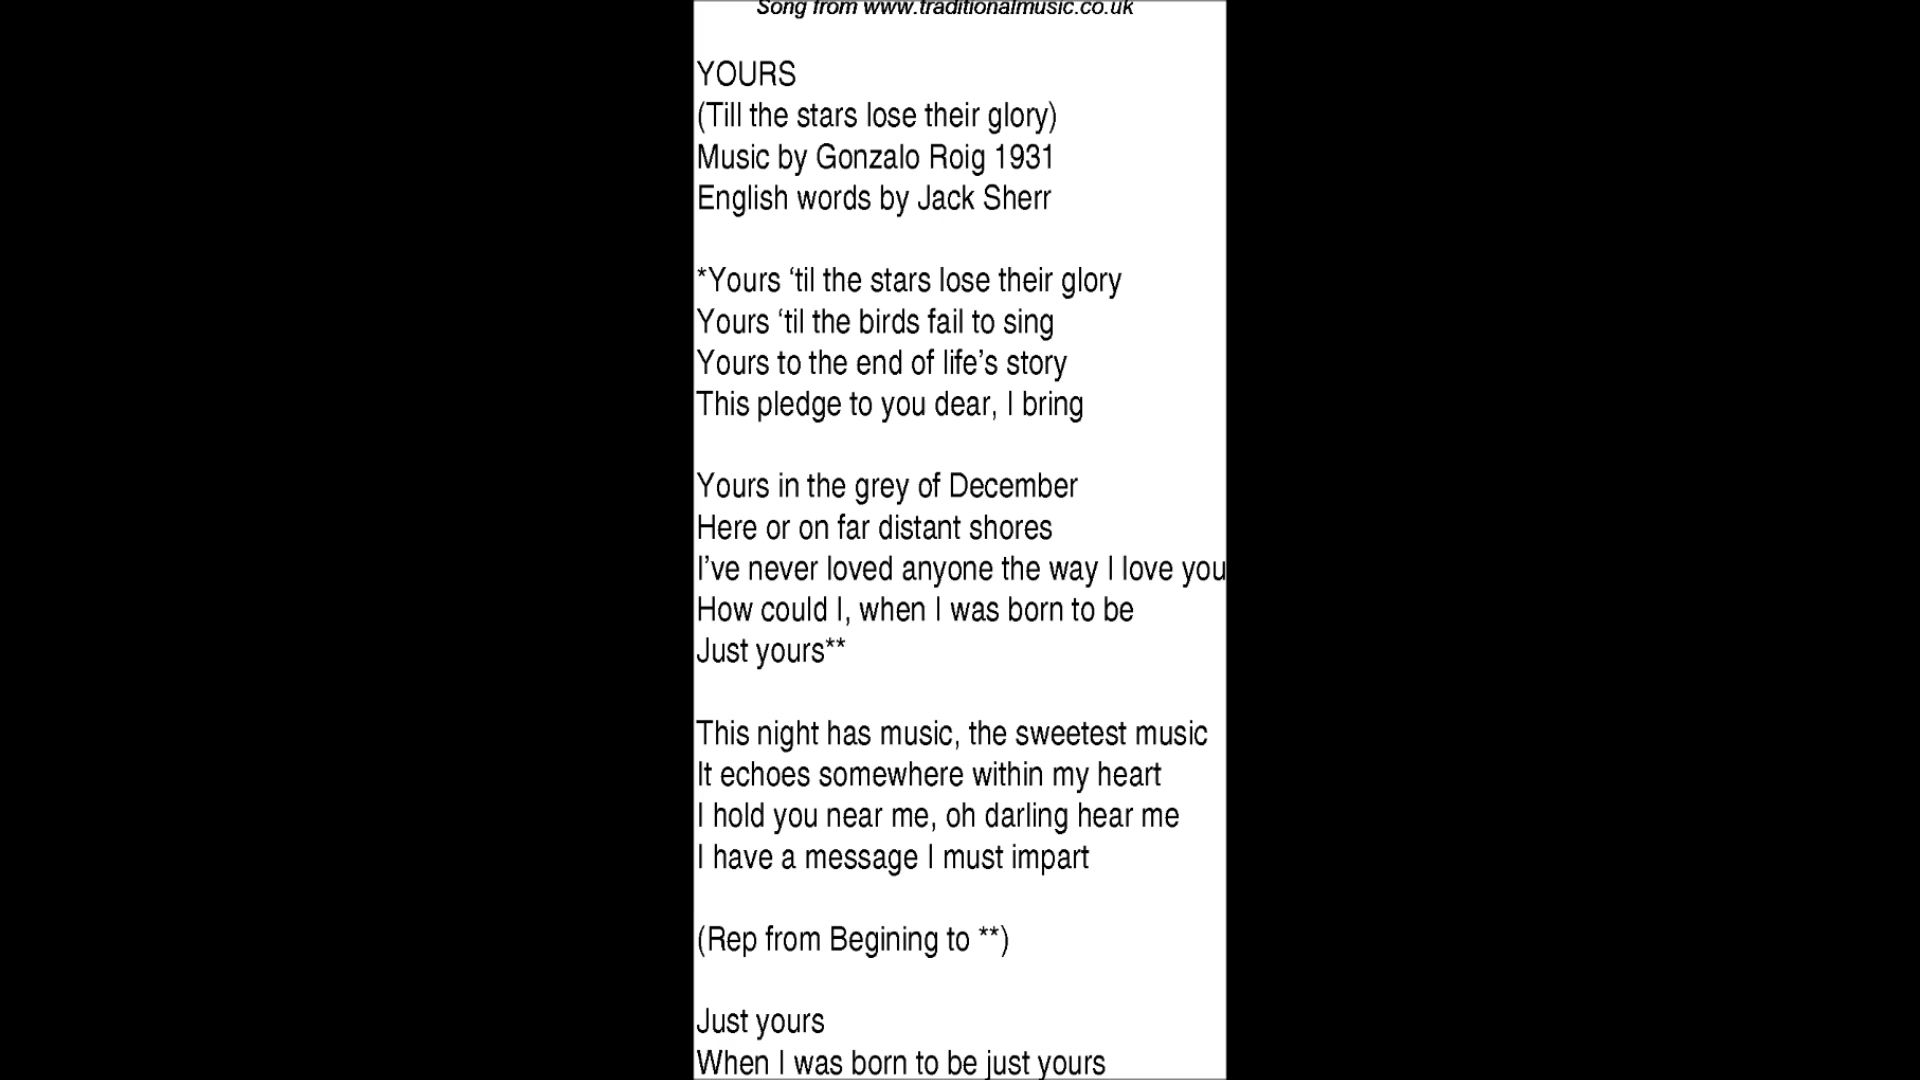 Song from www.traditionalmusic.co.uk
YOURS
(Till the stars lose their glory)
Music by Gonzalo Roig 1931
English words by Jack Sherr
*Yours ‘til the stars lose their glory
Yours ‘til the birds fail to sing
Yours to the end of life’s story
This pledge to you dear, I bring
Yours in the grey of December
Here or on far distant shores
I’ve never loved anyone the way I love you
How could I, when I was born to be
Just yours**
This night has music, the sweetest music
It echoes somewhere within my heart
I hold you near me, oh darling hear me
I have a message I must impart
(Rep from Begining to **)
Just yours
When I was born to be just yours